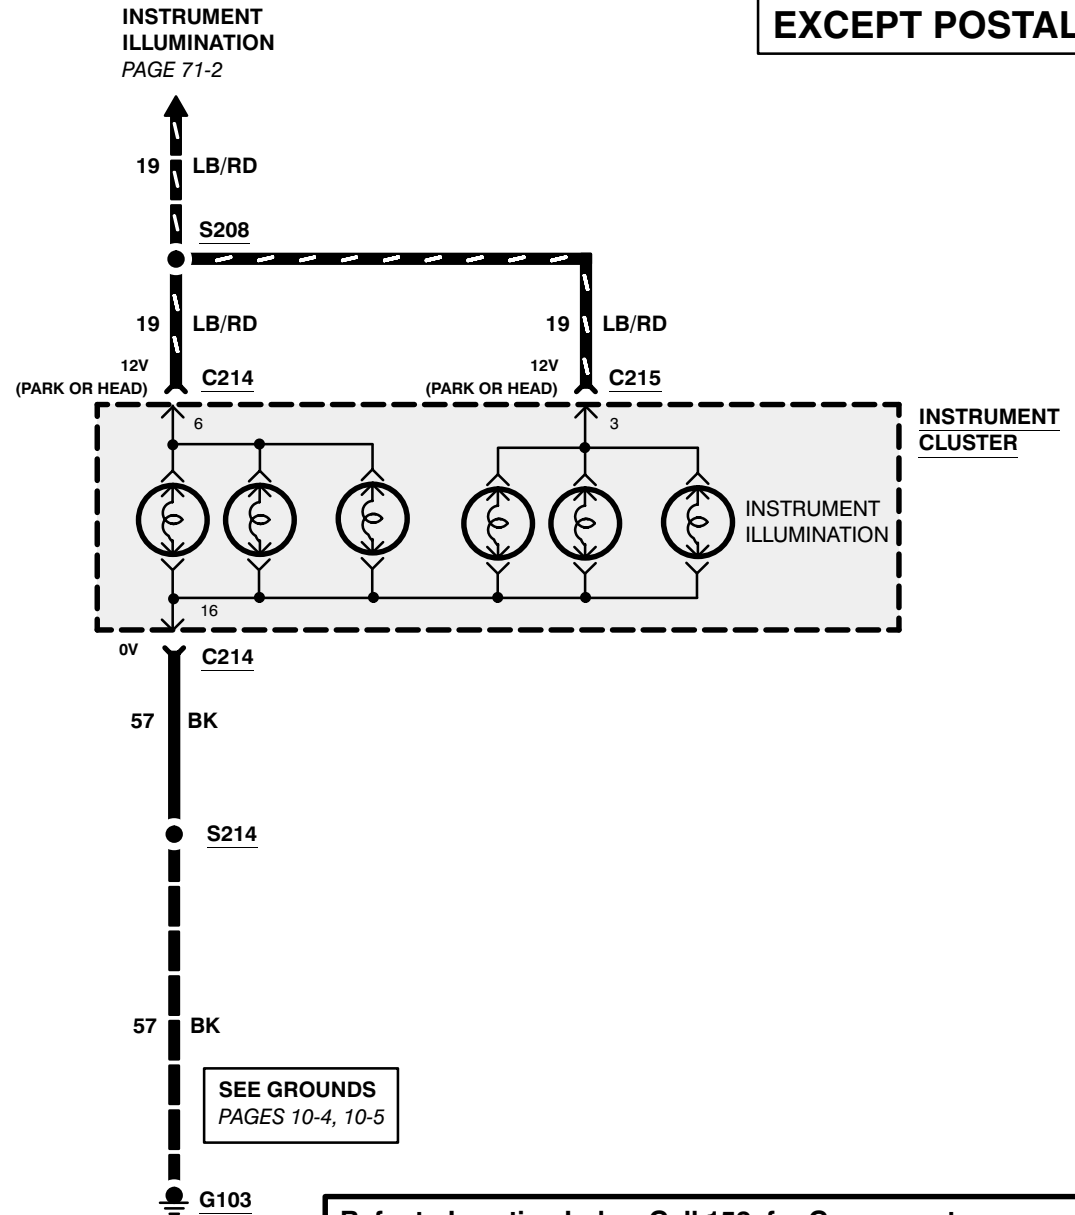 INSTRUMENT
ILLUMINATION
PAGE 71-2
EXCEPT POSTAL
19 LB/RD
S208
19 LB/RD
19 LB/RD
12V
(PARK OR HEAD)
C214
12V
(PARK OR HEAD)
C215
6
3
INSTRUMENT
CLUSTER
INSTRUMENT
ILLUMINATION
16
0V
C214
57 BK
S214
57 BK
SEE GROUNDS
PAGES 10-4, 10-5
G103